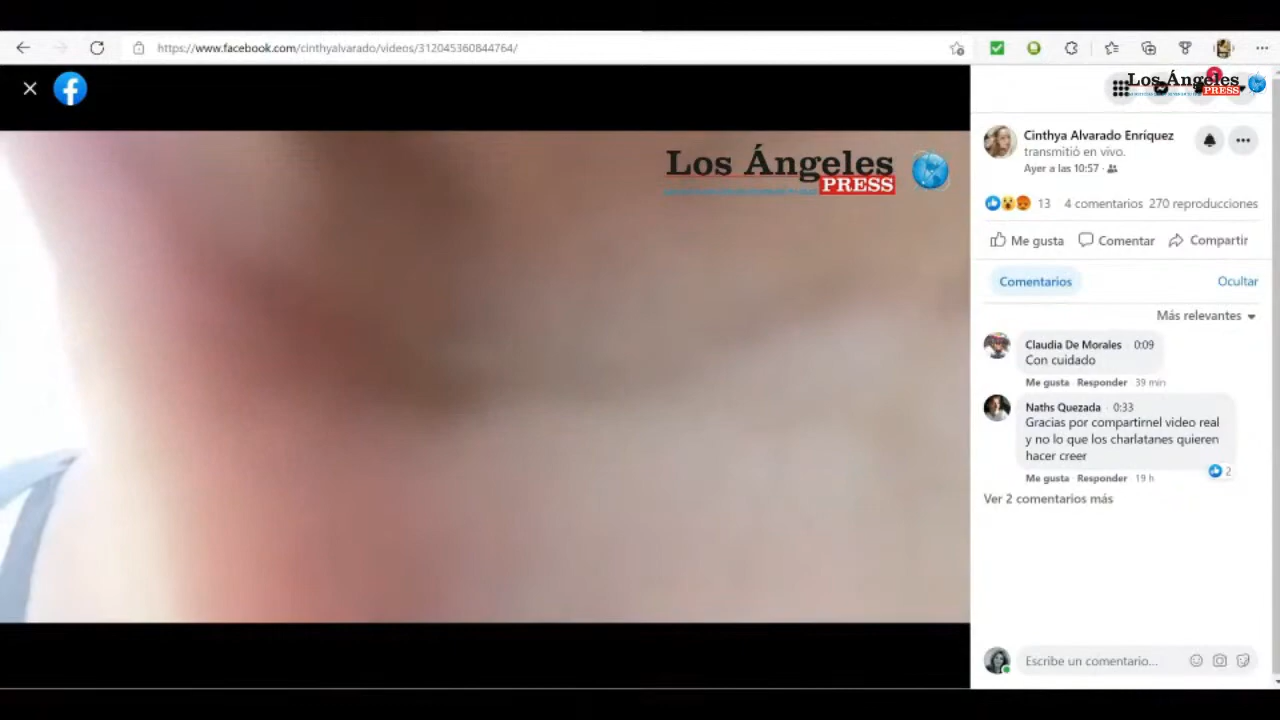 https://www.facebook.com/cinthyalvarado/videos/312045360844764/
Los Ángeles
PRESS
Los Ángeles
PRESS
Cinthya Alvarado Enríquez
transmitió en vivo.
Ayer a las 10:57
13 4 comentarios 270 reproducciones
Me gusta Comentar Compartir
Comentarios Ocultar
Más relevantes
Claudia De Morales · 0:09
Con cuidado
Me gusta · Responder · 39 min
Naths Quezada · 0:33
Gracias por compartirnel video real
y no lo que los charlatanes quieren
hacer creer
2
Me gusta · Responder · 19 h
Ver 2 comentarios más
Escribe un comentario...